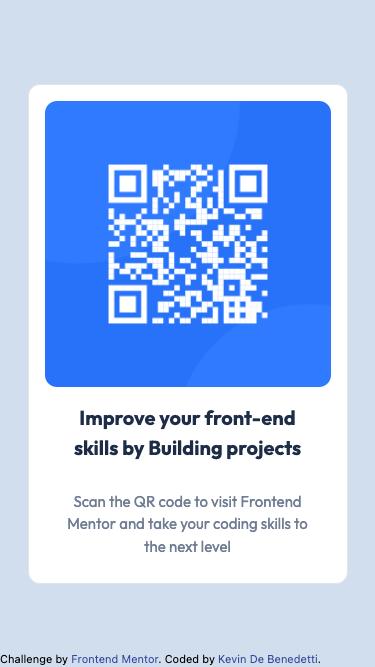 Improve your front-end
skills by Building projects
Scan the QR code to visit Frontend
Mentor and take your coding skills to
the next level
Challenge by Frontend Mentor. Coded by Kevin De Benedetti.